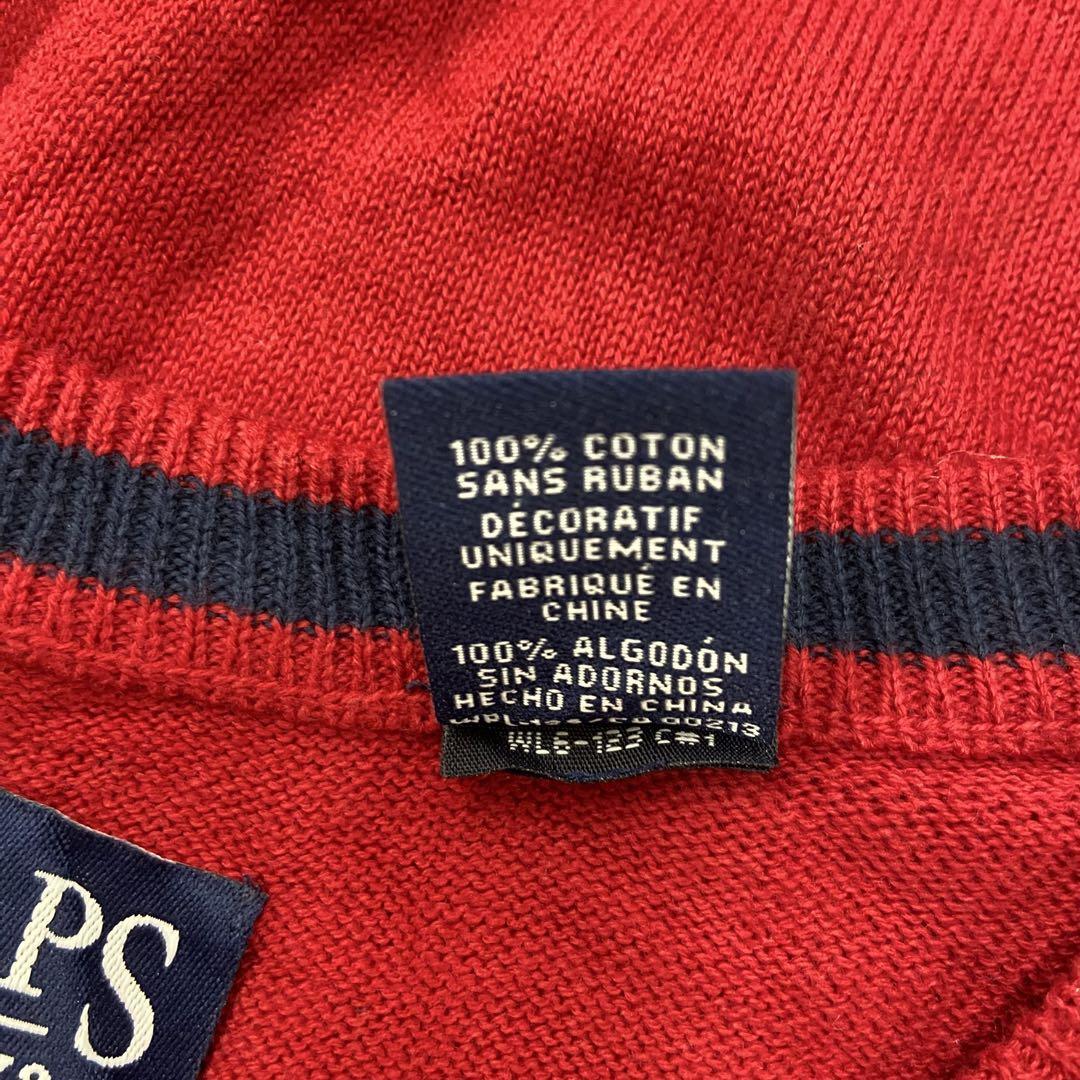 100% COTON
SANS RUBAN
DÉCORATIF
UNIQUEMENT
FABRIQUÉ EN
CHINE
100% ALGODÓN
SIN ADORNOS
HECHO EN CHINA
00213
WL6-123 C#1
PS